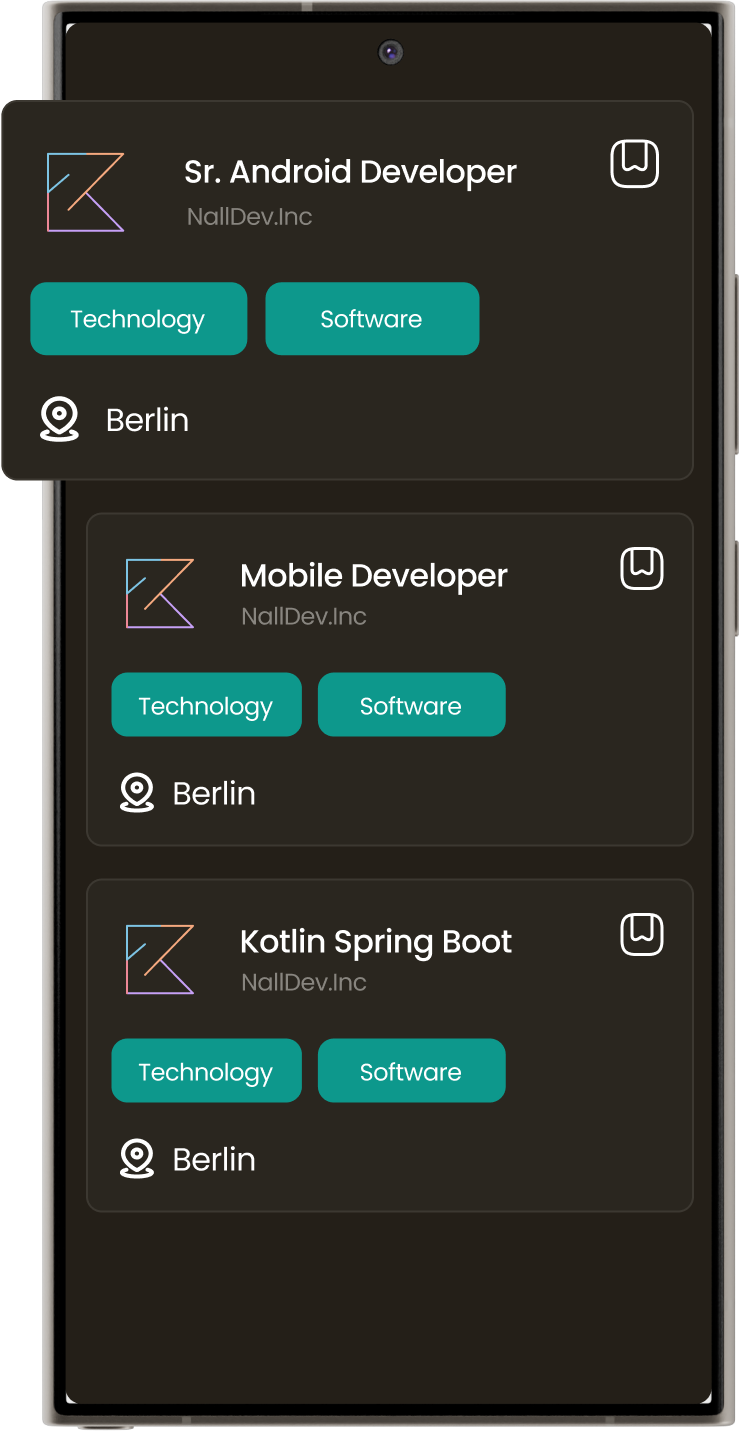 Sr. Android Developer
NallDev.Inc
Technology Software
Berlin
Mobile Developer
NallDev.Inc
Technology Software
Berlin
Kotlin Spring Boot
NallDev.Inc
Technology Software
Berlin